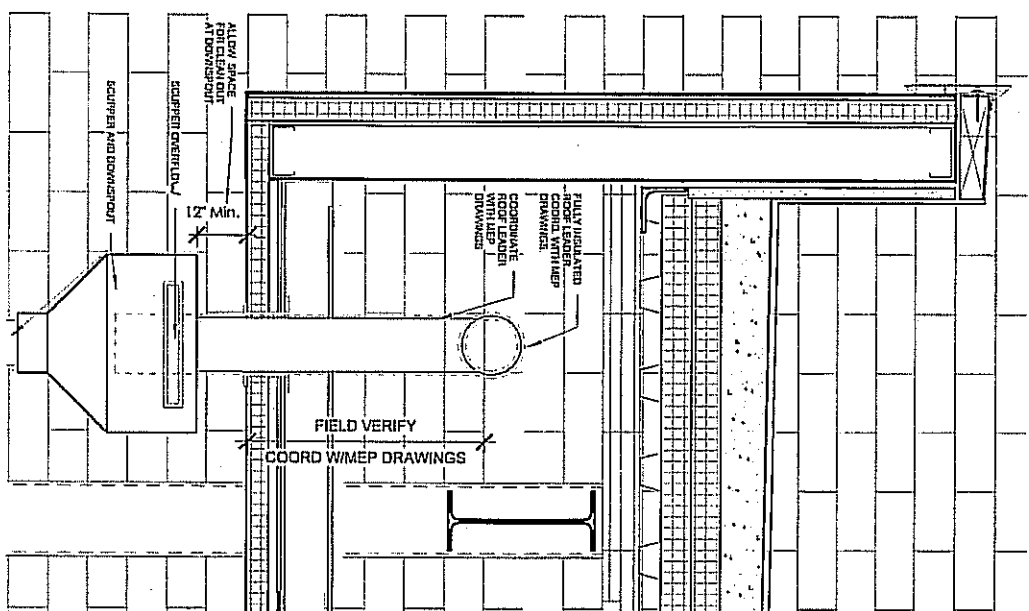 ALLOW SPACE
FOR CLEAN OUT
AT DOWNSPOUT
SCUPPER OVERFLOW
SCUPPER AND DOWNSPOUT
12" Min.
FULLY INSULATED
ROOF LEADER
COORD. WITH MEP
DRAWINGS
COORDINATE
ROOF LEADER
WITH MEP
DRAWINGS
FIELD VERIFY
COORD W/MEP DRAWINGS